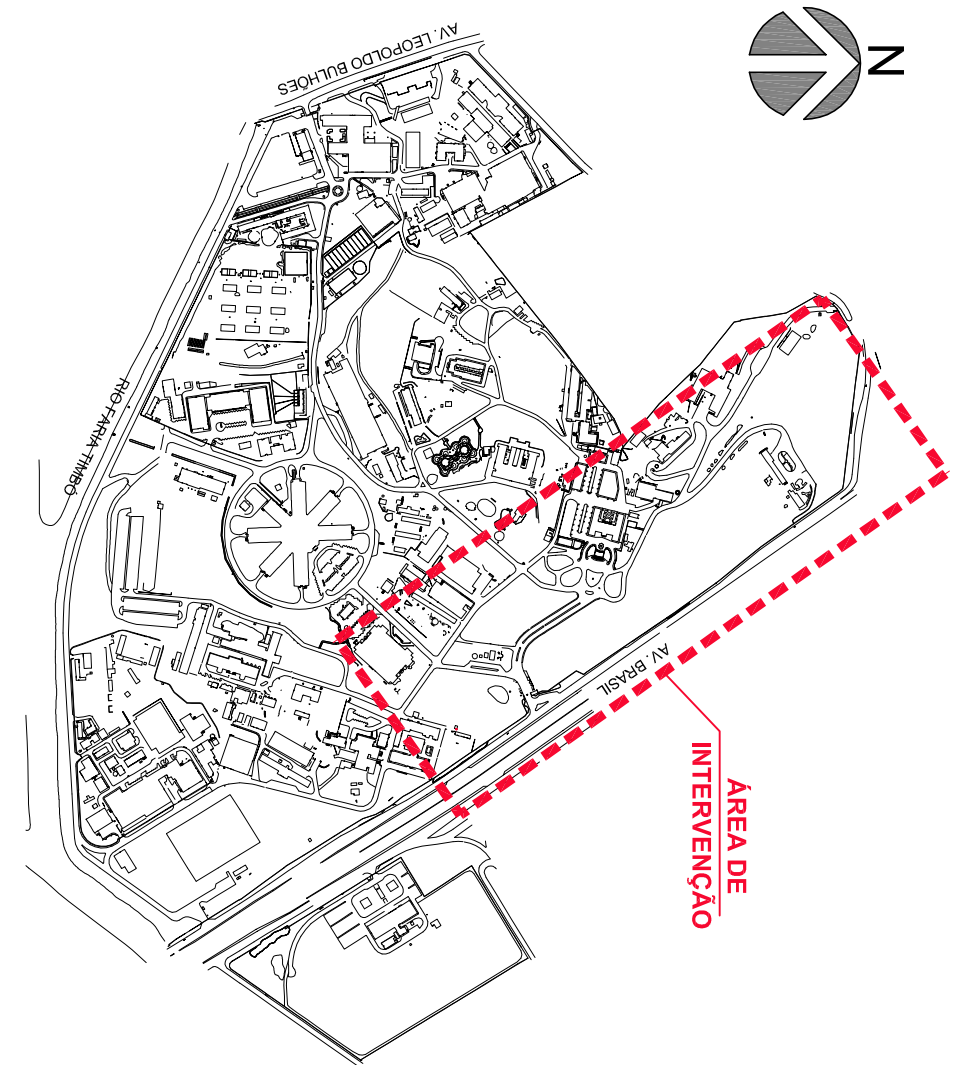 AV. LEOPOLDO BULHÕES
N
RIO FARIA TIMBÓ
AV. BRASIL
ÁREA DE
INTERVENÇÃO